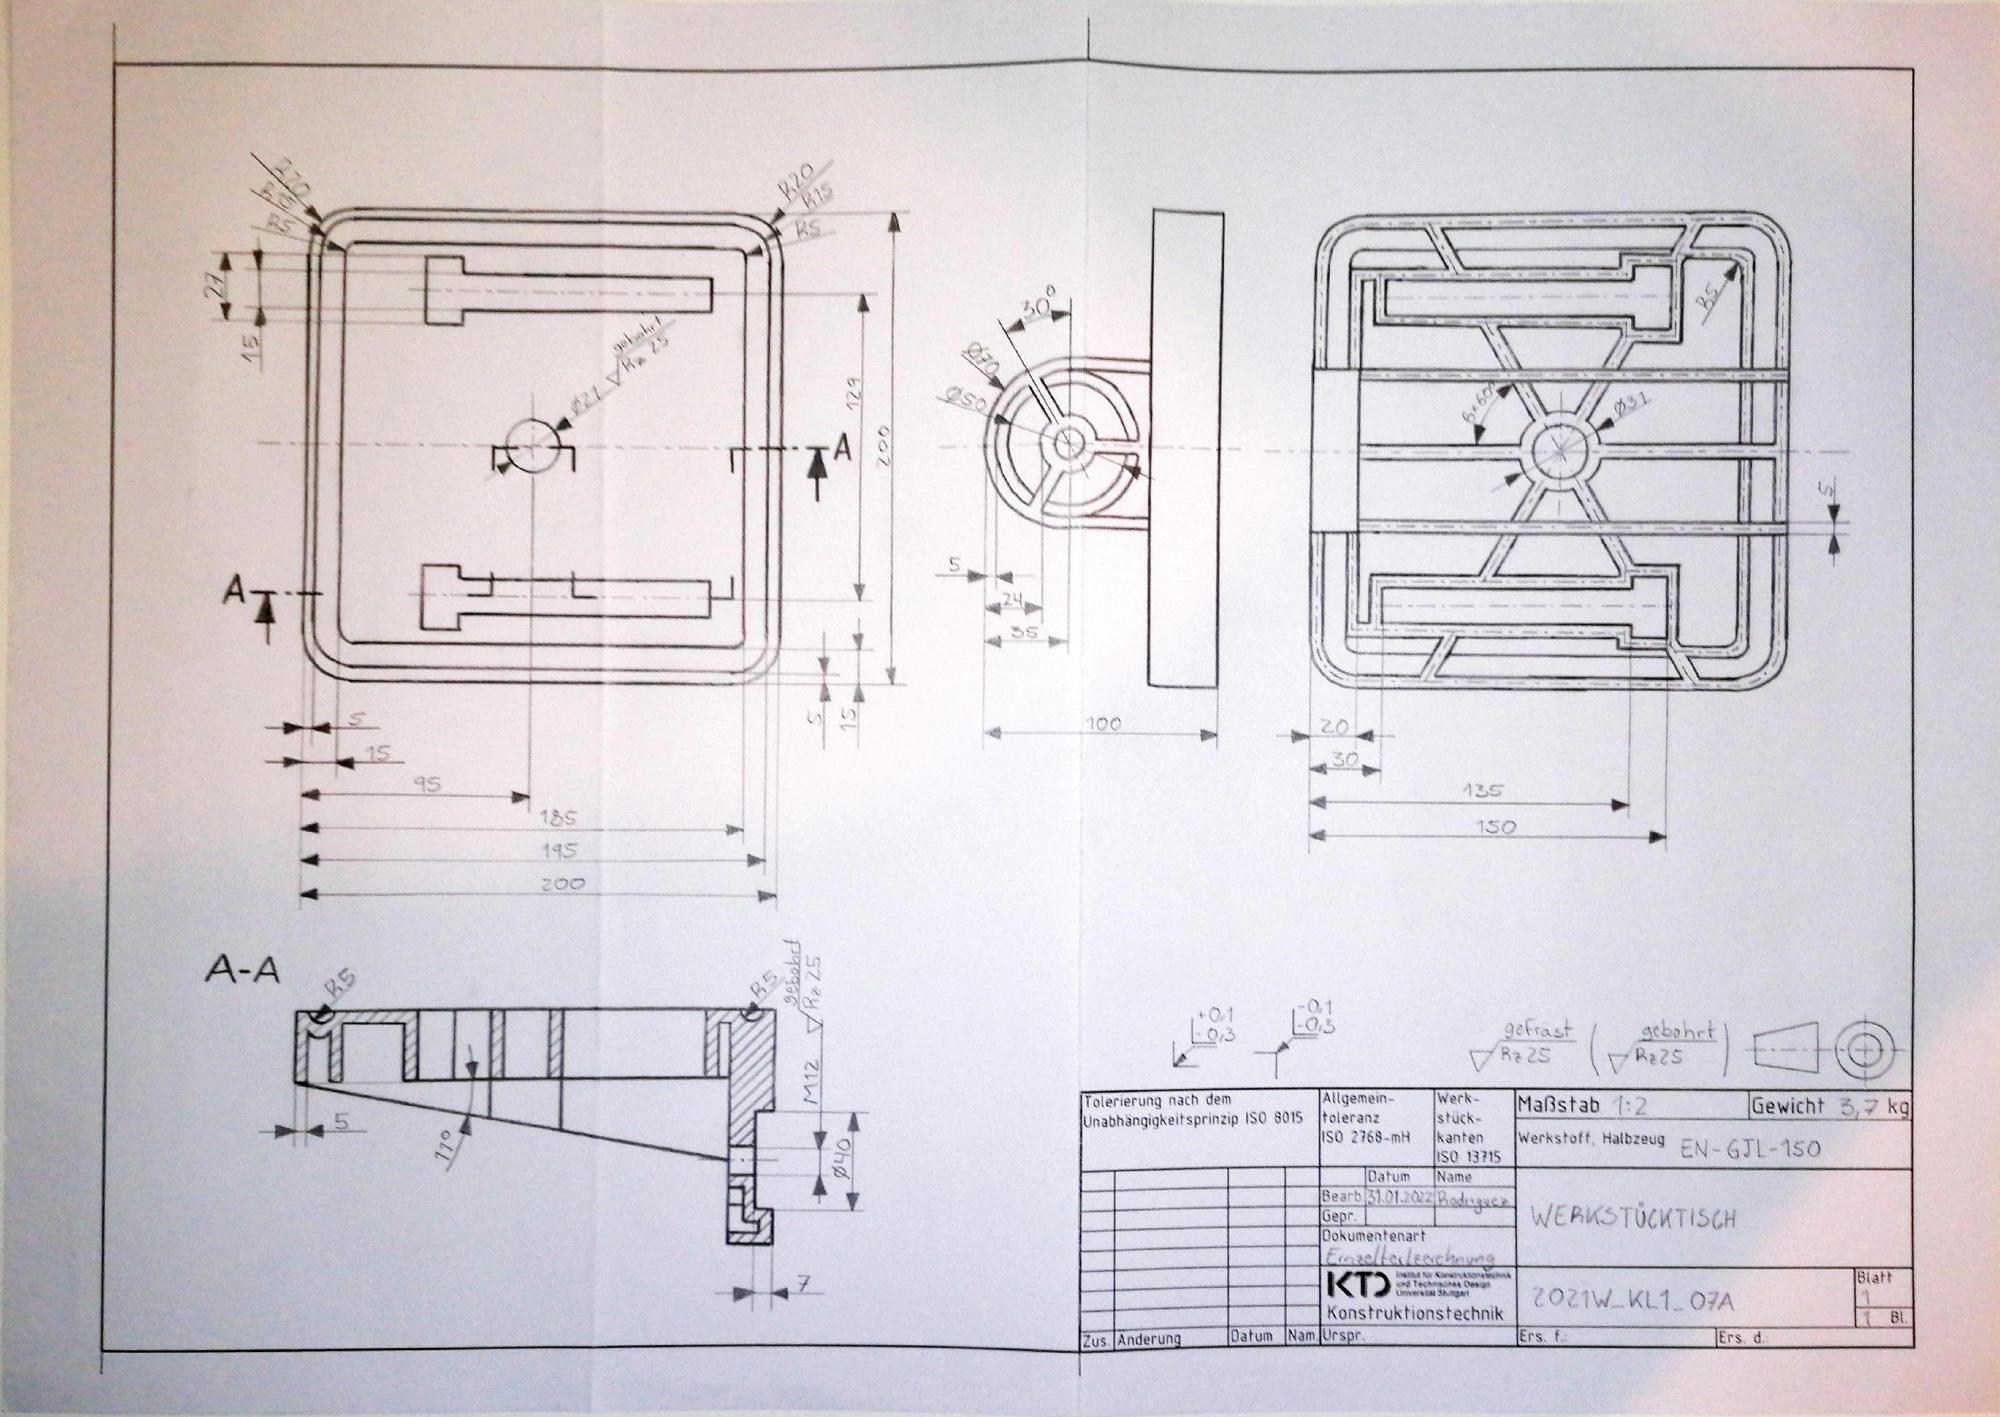 R20
R5
R20
R15
R5
27
15
gebohrt
Rz 25
Ø21
129
200
A
A
5
15
5
15
95
185
195
200
30°
Ø70
Ø50
5
24
35
100
R5
6×60°
Ø31
5
20
30
135
150
A-A
R5
R5
gebohrt
Rz 25
M12
Ø40
5
11°
7
+0,1
-0,3
-0,1
-0,3
gefräst
Rz 25
( gebohrt )
Rz 25
Tolerierung nach dem
Unabhängigkeitsprinzip ISO 8015
Allgemein-
toleranz
ISO 2768-mH
Werk-
stück-
kanten
ISO 13715
Maßstab 1:2
Gewicht 3,7 kg
Werkstoff, Halbzeug EN-GJL-150
Datum Name
Bearb. 31.01.2022 Rodriguez
Gepr.
Dokumentenart
Einzelteilzeichnung
WERKSTÜCKTISCH
KTD
Institut für Konstruktionstechnik
und Technisches Design
Universität Stuttgart
Konstruktionstechnik
2021W_KL1_07A
Blatt
1
1 Bl.
Zus. Änderung Datum Nam. Urspr. Ers. f.: Ers. d.: